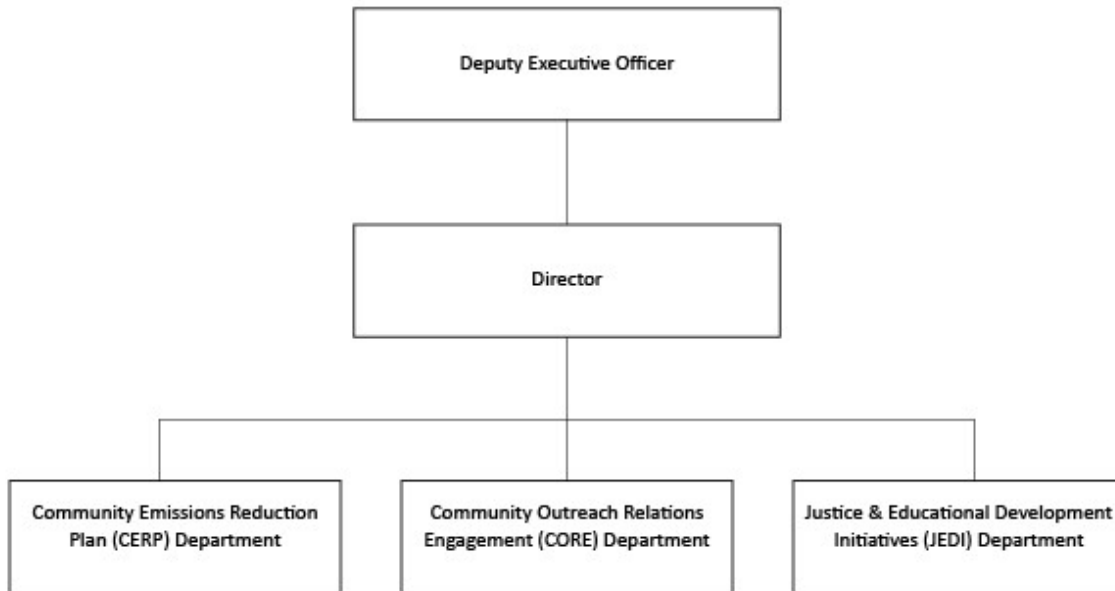 Deputy Executive Officer
Director
Community Emissions Reduction
Plan (CERP) Department
Community Outreach Relations
Engagement (CORE) Department
Justice & Educational Development
Initiatives (JEDI) Department